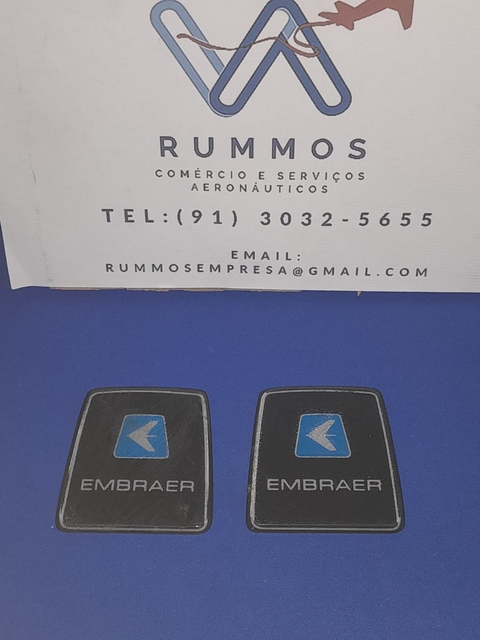 RUMMOS
COMÉRCIO E SERVIÇOS
AERONÁUTICOS
TEL:(91) 3032-5655
EMAIL:
RUMMOSEMPRESA@GMAIL.COM
EMBRAER
EMBRAER